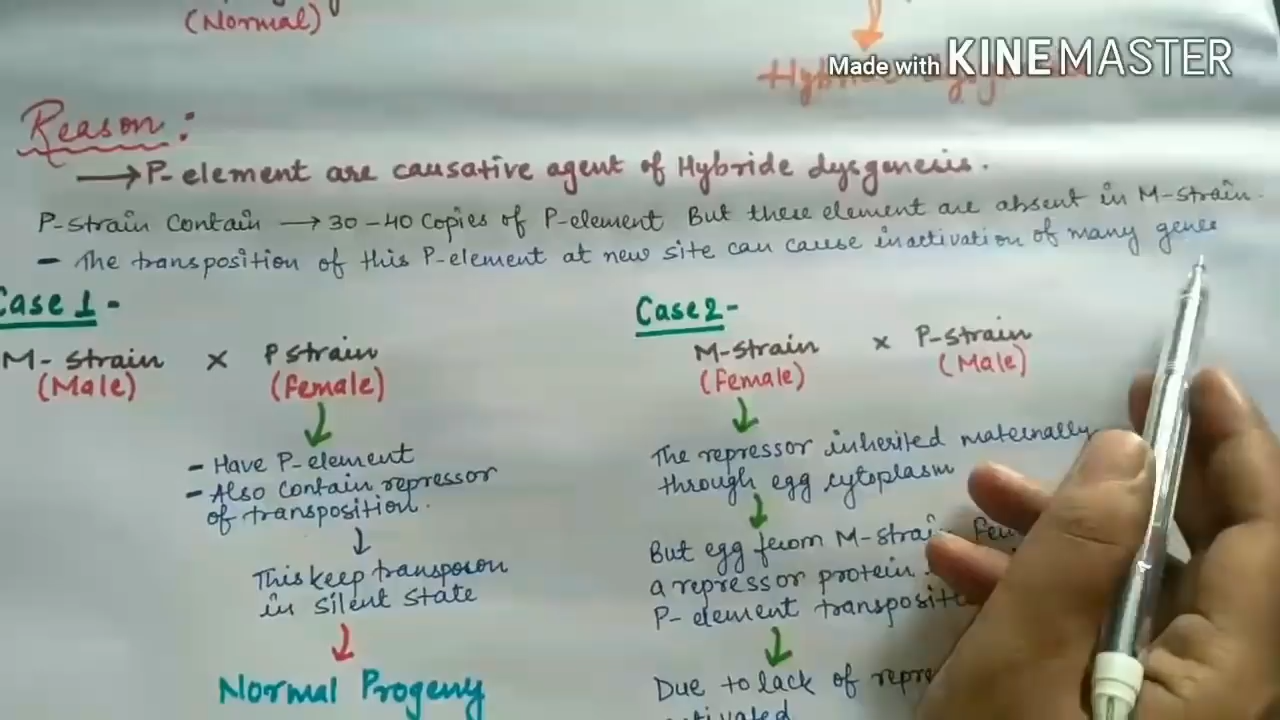 (Normal)
Made with KINEMASTER
Reason:
→ P-element are causative agent of Hybride dysgenesis.
P-strain Contain → 30-40 Copies of P-element But these element are absent in M-strain.
- The transposition of this P-element at new site can cause inactivation of many genes
Case 1 -
M- strain x P strain
(Male) (Female)
- Have P-element
- Also contain repressor
of transposition.
This keep transposon
in silent state
Normal Progeny
Case 2 -
M-strain x P-strain
(Female) (Male)
The repressor inherited maternally
through egg cytoplasm
But egg from M-strain
a repressor protein
P-element
Due to lack of